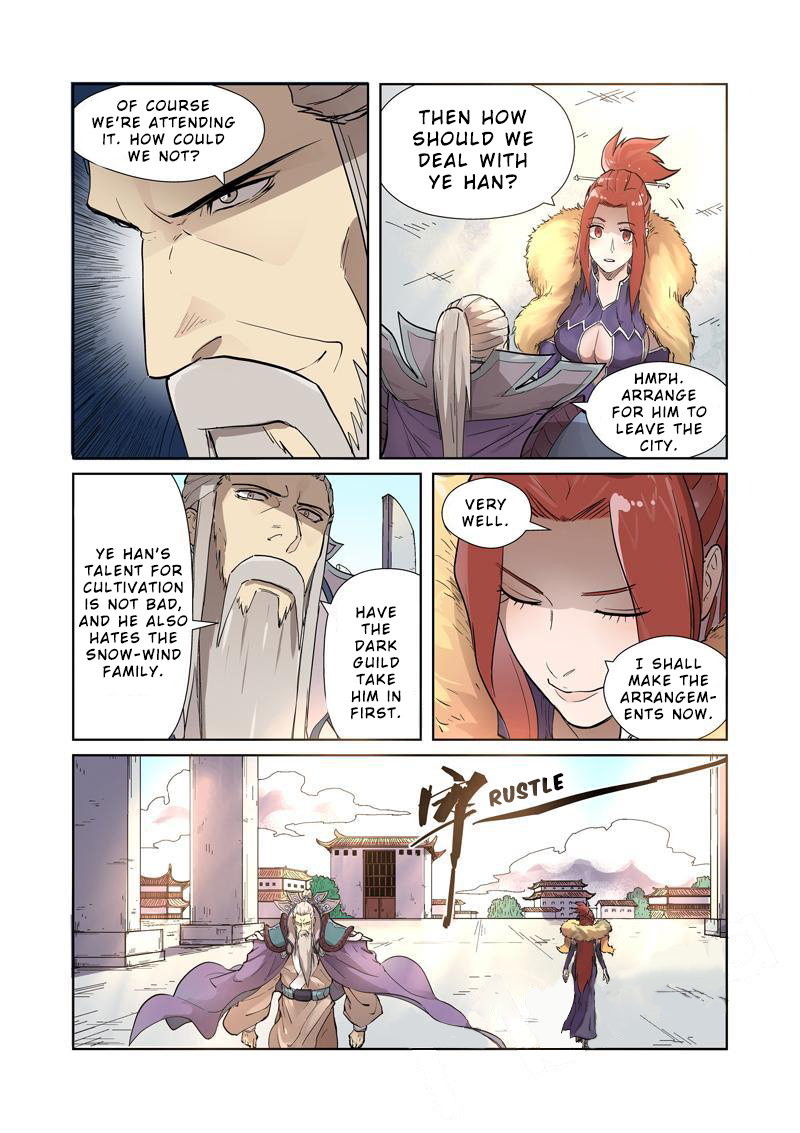 OF COURSE
WE'RE ATTENDING
IT. HOW COULD
WE NOT?
THEN HOW
SHOULD WE
DEAL WITH
YE HAN?
HMPH.
ARRANGE
FOR HIM TO
LEAVE THE
CITY.
YE HAN'S
TALENT FOR
CULTIVATION
IS NOT BAD,
AND HE ALSO
HATES THE
SNOW-WIND
FAMILY.
HAVE
THE
DARK
GUILD
TAKE
HIM IN
FIRST.
VERY
WELL.
I SHALL
MAKE THE
ARRANGEM-
ENTS NOW.
RUSTLE